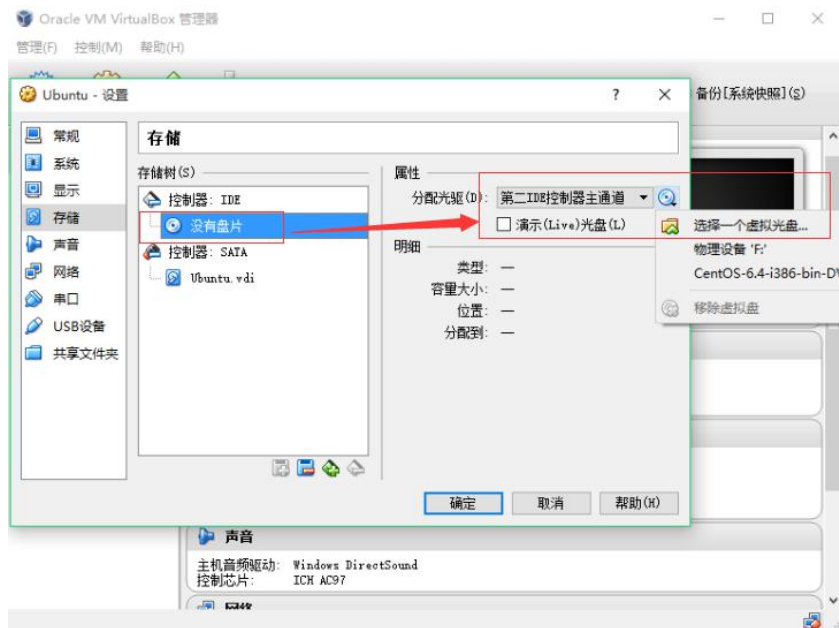 Oracle VM VirtualBox 管理器
管理(F) 控制(M) 帮助(H)
备份[系统快照](S)
Ubuntu - 设置
常规
系统
显示
存储
声音
网络
串口
USB设备
共享文件夹
存储
存储树(S)
控制器: IDE
没有盘片
控制器: SATA
Ubuntu.vdi
属性
分配光驱(D): 第二IDE控制器主通道
演示(Live)光盘(L)
明细
类型: —
容量大小: —
位置: —
分配到: —
选择一个虚拟光盘...
物理设备 'F:'
CentOS-6.4-i386-bin-DV
移除虚拟盘
确定 取消 帮助(H)
声音
主机音频驱动: Windows DirectSound
控制芯片: ICH AC97
网络